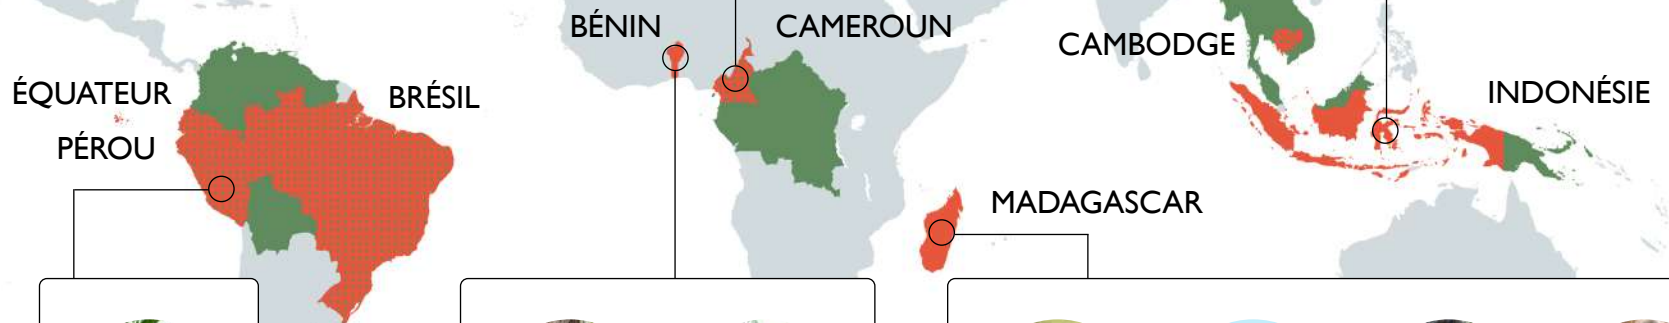 BÉNIN
CAMEROUN
CAMBODGE
ÉQUATEUR
BRÉSIL
INDONÉSIE
PÉROU
MADAGASCAR